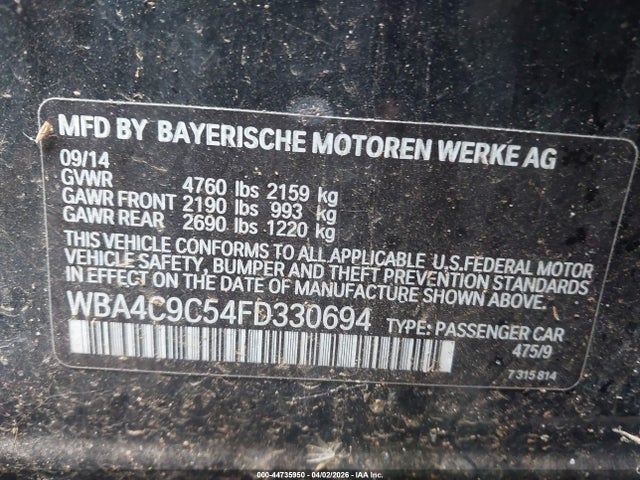 MFD BY BAYERISCHE MOTOREN WERKE AG
09/14
GVWR 4760 lbs 2159 kg
GAWR FRONT 2190 lbs 993 kg
GAWR REAR 2690 lbs 1220 kg
THIS VEHICLE CONFORMS TO ALL APPLICABLE U.S.FEDERAL MOTOR
VEHICLE SAFETY, BUMPER AND THEFT PREVENTION STANDARDS
IN EFFECT ON THE DATE OF MANUFACTURE SHOWN ABOVE.
WBA4C9C54FD330694 TYPE: PASSENGER CAR
475/9
7 315 814
000-44735950 - 04/02/2026 - IAA Inc.